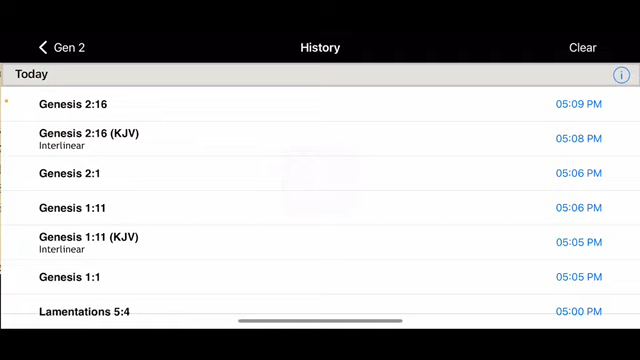 Gen 2
History
Clear
Today
Genesis 2:16
05:09 PM
Genesis 2:16 (KJV)
Interlinear
05:08 PM
Genesis 2:1
05:06 PM
Genesis 1:11
05:06 PM
Genesis 1:11 (KJV)
Interlinear
05:05 PM
Genesis 1:1
05:05 PM
Lamentations 5:4
05:00 PM